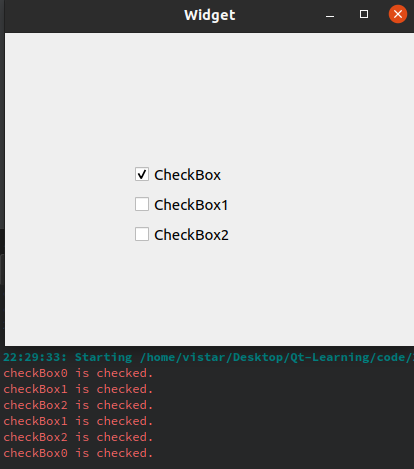 Widget
CheckBox
CheckBox1
CheckBox2
22:29:33: Starting /home/vistar/Desktop/Qt-Learning/code/
checkBox0 is checked.
checkBox1 is checked.
checkBox2 is checked.
checkBox1 is checked.
checkBox2 is checked.
checkBox0 is checked.